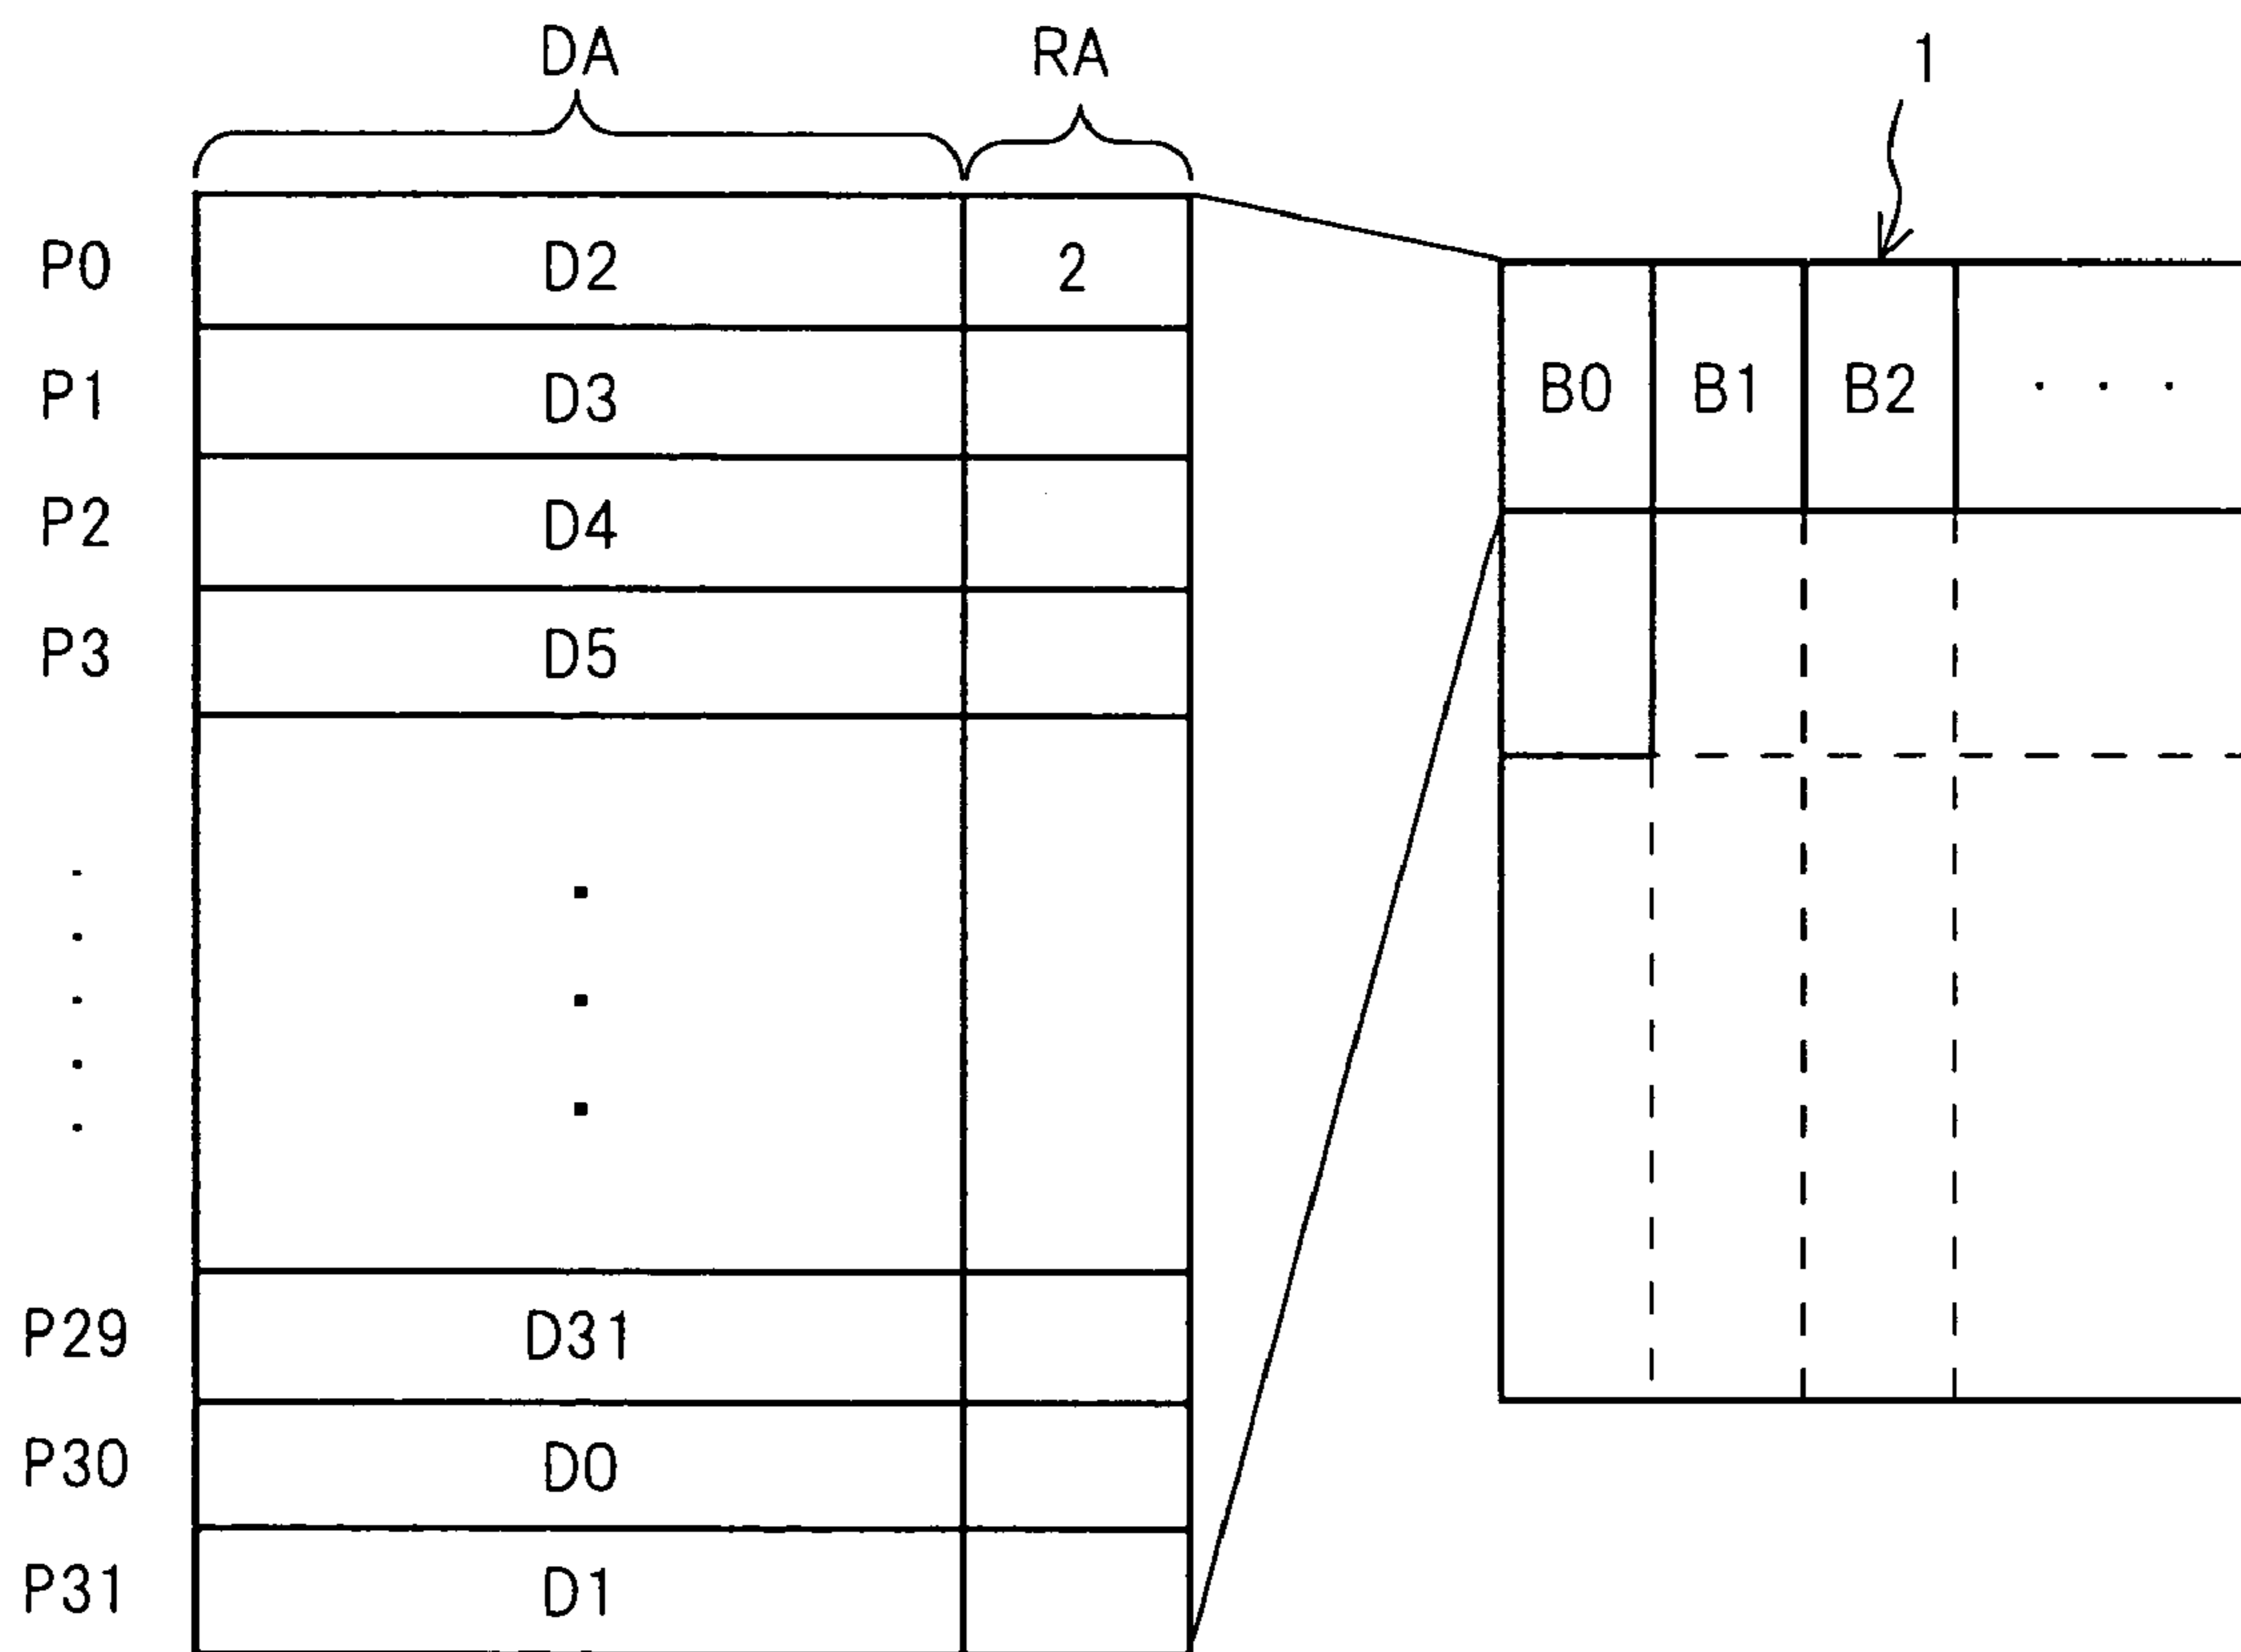 DA RA 1
P0 D2 2
P1 D3 B0 B1 B2 . . .
P2 D4
P3 D5
P29 D31
P30 D0
P31 D1